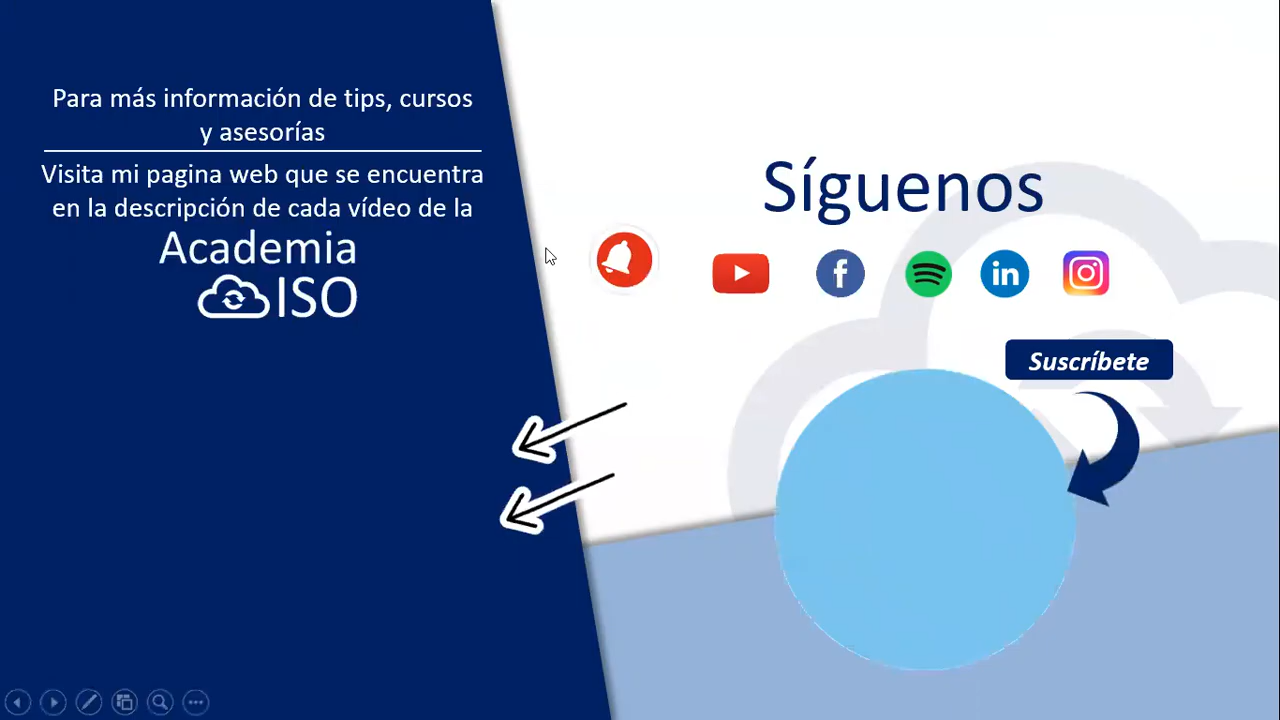 Para más información de tips, cursos
y asesorías
Visita mi pagina web que se encuentra
en la descripción de cada vídeo de la
Academia
ISO
Síguenos
f
in
Suscríbete